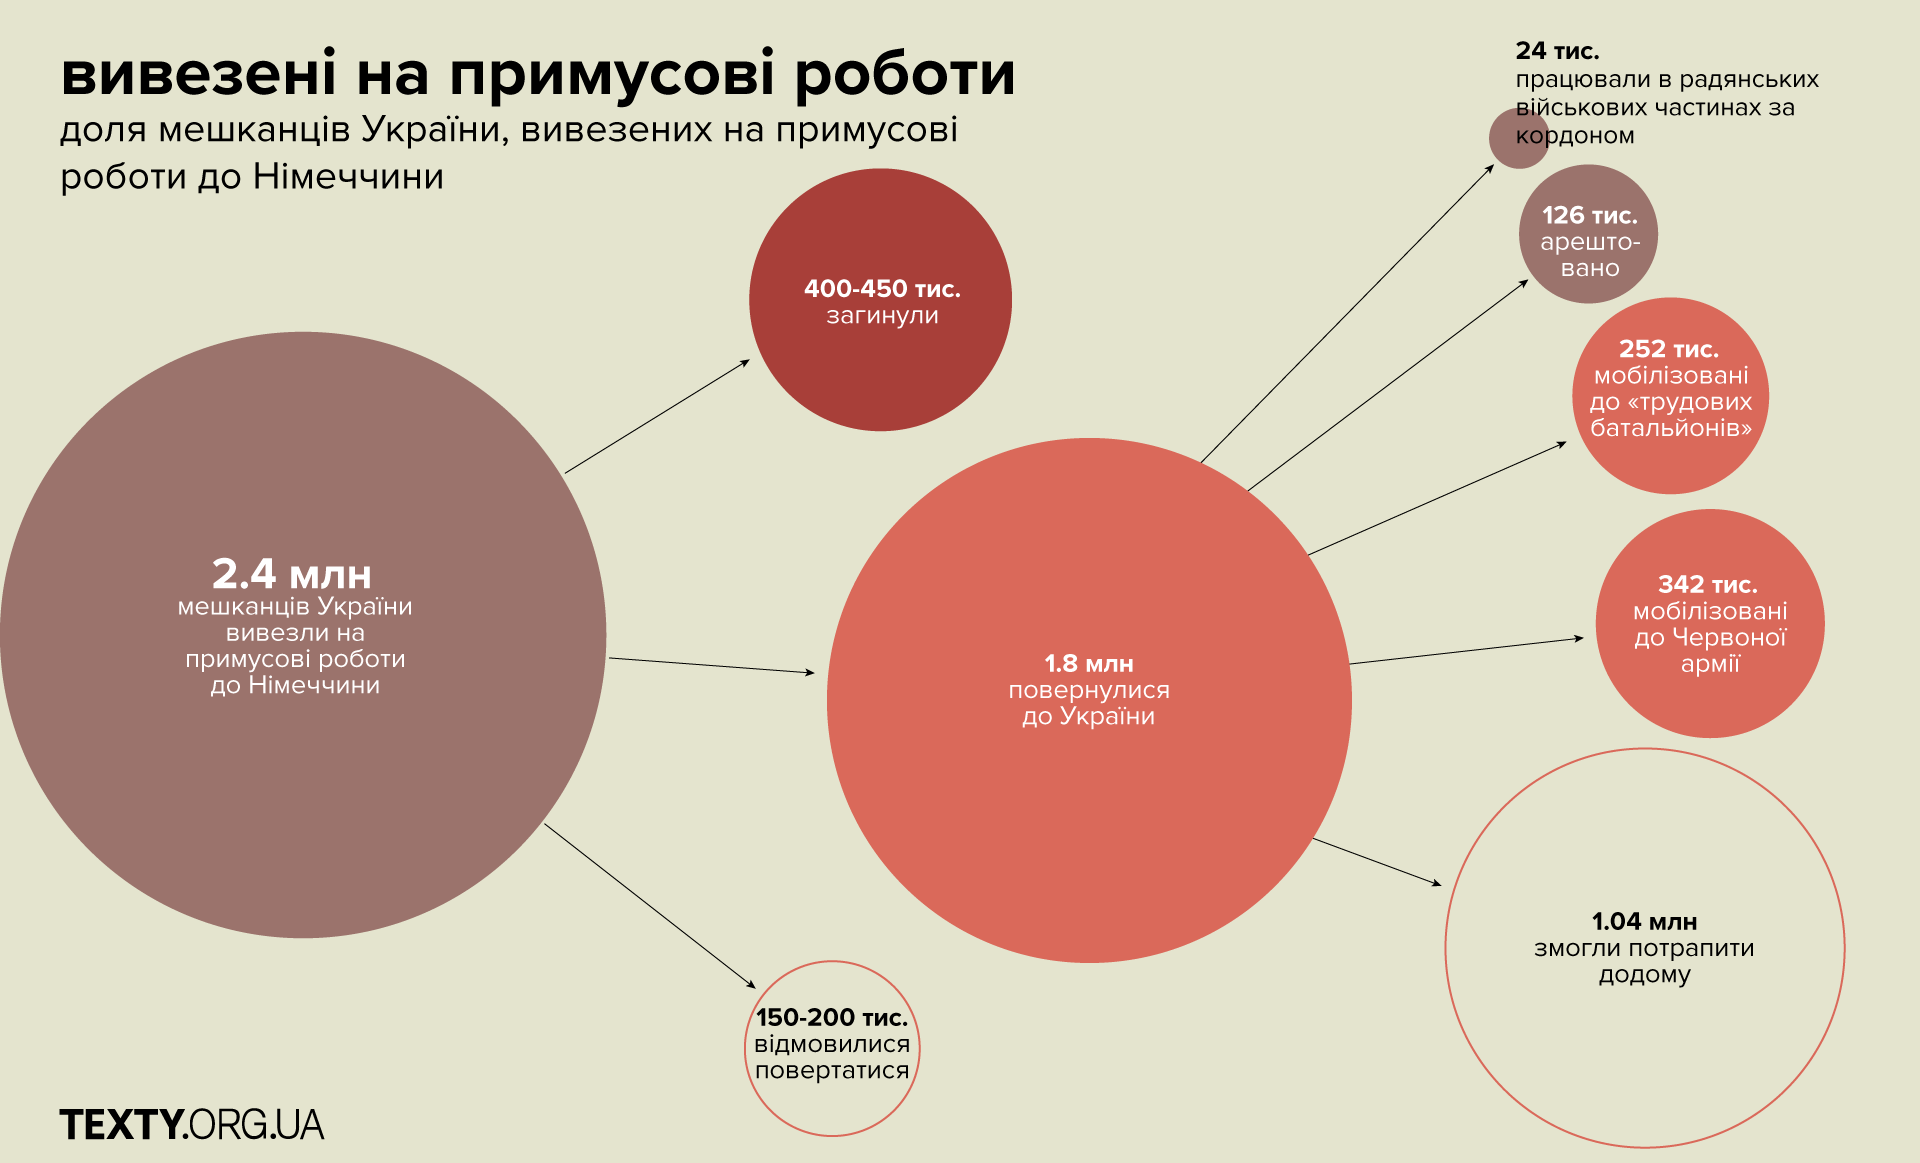 вивезені на примусові роботи
доля мешканців України, вивезених на примусові
роботи до Німеччини
2.4 млн
мешканців України
вивезли на
примусові роботи
до Німеччини
400-450 тис.
загинули
1.8 млн
повернулися
до України
150-200 тис.
відмовилися
повертатися
24 тис.
працювали в радянських
військових частинах за
кордоном
126 тис.
арешто-
вано
252 тис.
мобілізовані
до «трудових
батальйонів»
342 тис.
мобілізовані
до Червоної
армії
1.04 млн
змогли потрапити
додому
TEXTY.ORG.UA